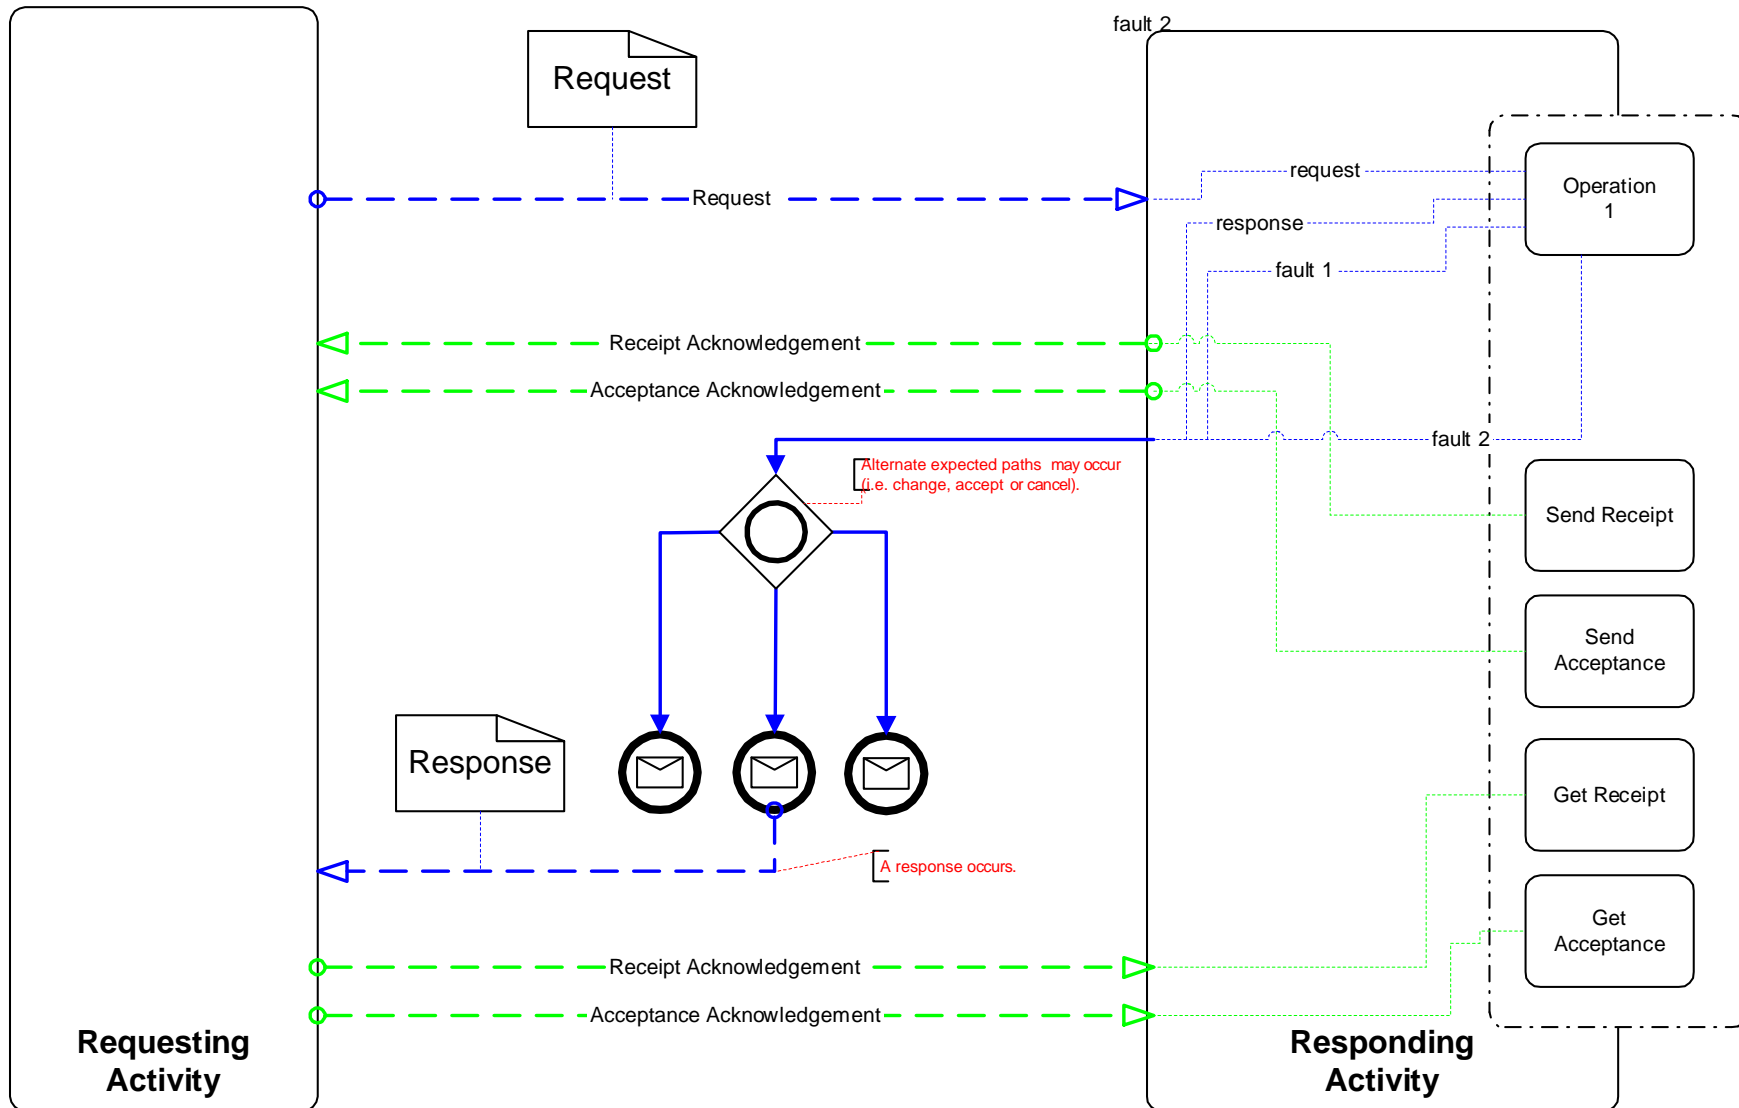 fault 2
Request
request
Request
Operation
1
response
fault 1
Receipt Acknowledgement
Acceptance Acknowledgement
fault 2
Alternate expected paths may occur
(i.e. change, accept or cancel).
Send Receipt
Send
Acceptance
Response
Get Receipt
A response occurs.
Get
Acceptance
Receipt Acknowledgement
Acceptance Acknowledgement
Requesting
Activity
Responding
Activity